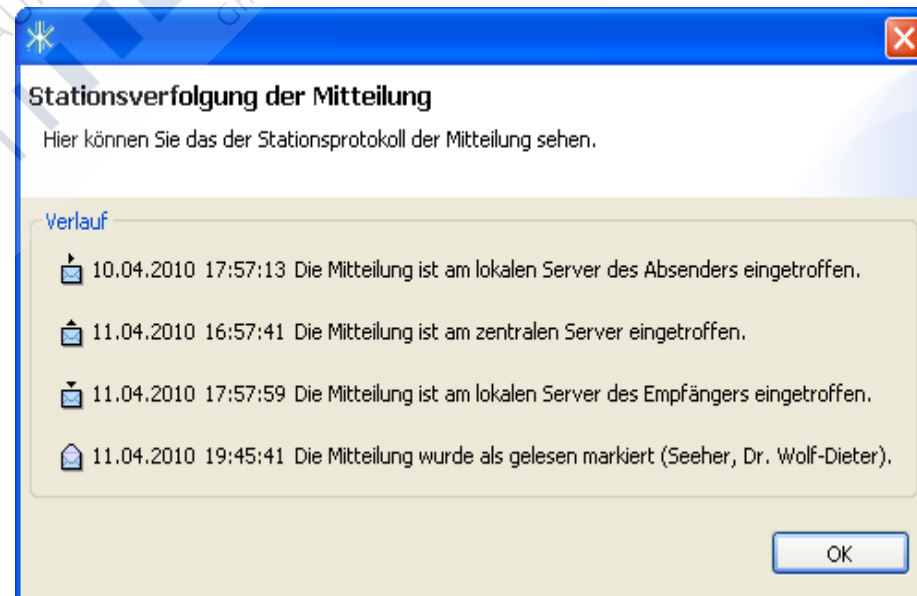 Stationsverfolgung der Mitteilung
Hier können Sie das der Stationsprotokoll der Mitteilung sehen.
Verlauf
10.04.2010 17:57:13 Die Mitteilung ist am lokalen Server des Absenders eingetroffen.
11.04.2010 16:57:41 Die Mitteilung ist am zentralen Server eingetroffen.
11.04.2010 17:57:59 Die Mitteilung ist am lokalen Server des Empfängers eingetroffen.
11.04.2010 19:45:41 Die Mitteilung wurde als gelesen markiert (Seeher, Dr. Wolf-Dieter).
OK